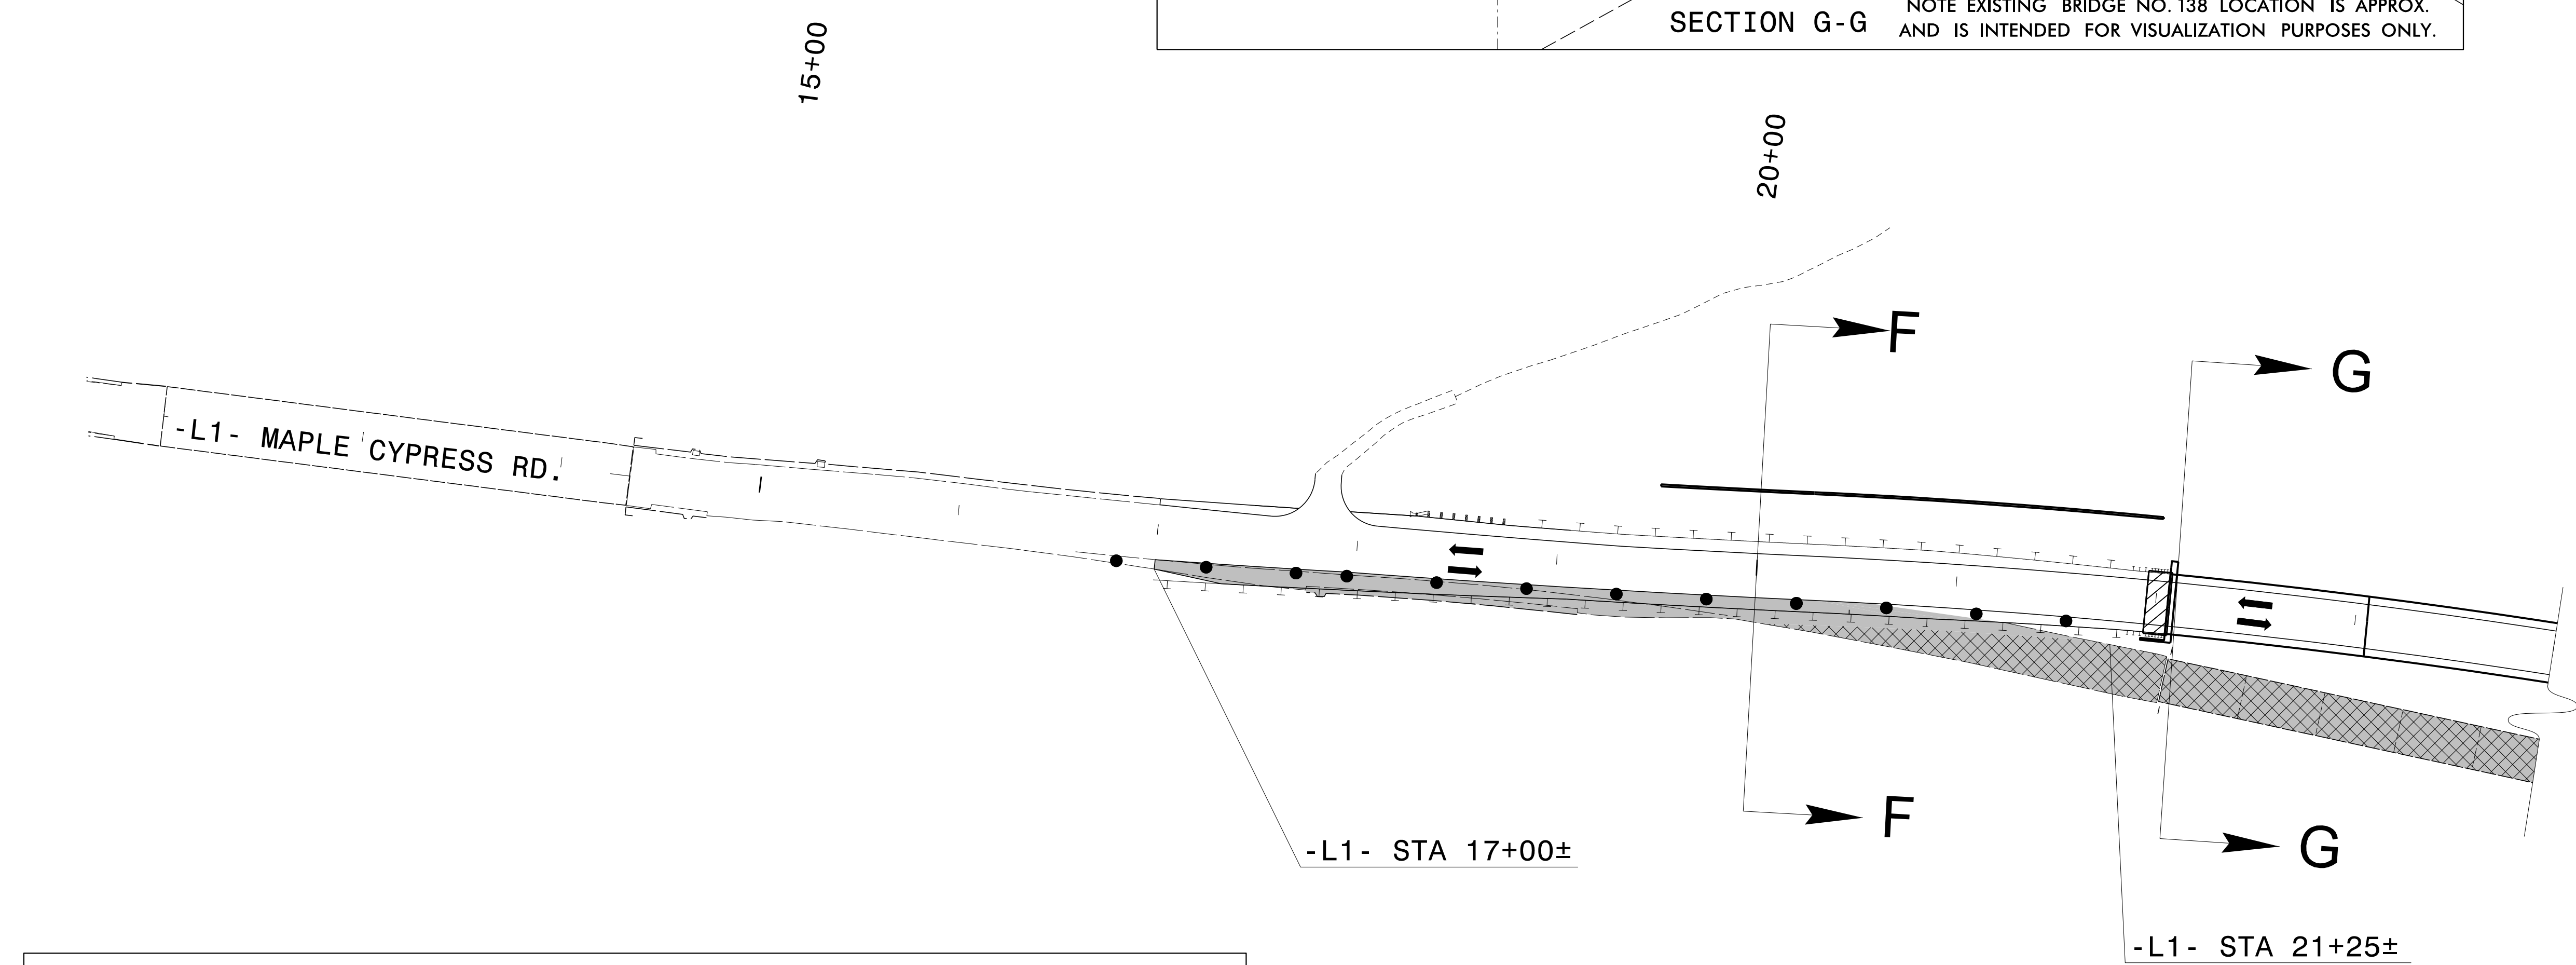 NOTE EXISTING BRIDGE NO. 138 LOCATION IS APPROX.
SECTION G-G
AND IS INTENDED FOR VISUALIZATION PURPOSES ONLY.
15+00
20+00
F
G
-L1- MAPLE CYPRESS RD.
F
G
-L1- STA 17+00±
-L1- STA 21+25±